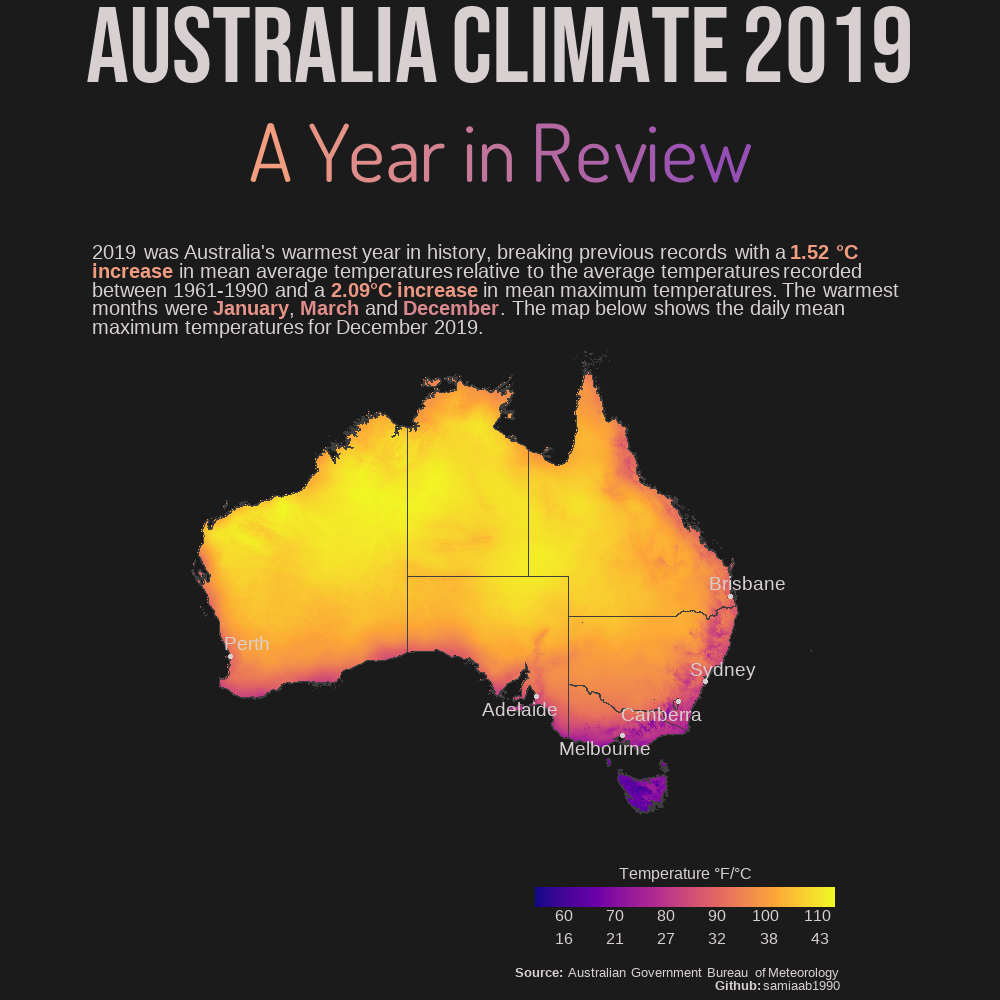 AUSTRALIA CLIMATE 2019
A Year in Review
2019 was Australia's warmest year in history, breaking previous records with a 1.52 °C
increase in mean average temperatures relative to the average temperatures recorded
between 1961-1990 and a 2.09°C increase in mean maximum temperatures. The warmest
months were January, March and December. The map below shows the daily mean
maximum temperatures for December 2019.
Brisbane
Perth
Sydney
Adelaide
Canberra
Melbourne
Temperature °F/°C
60 70 80 90 100 110
16 21 27 32 38 43
Source: Australian Government Bureau of Meteorology
Github: samiaab1990